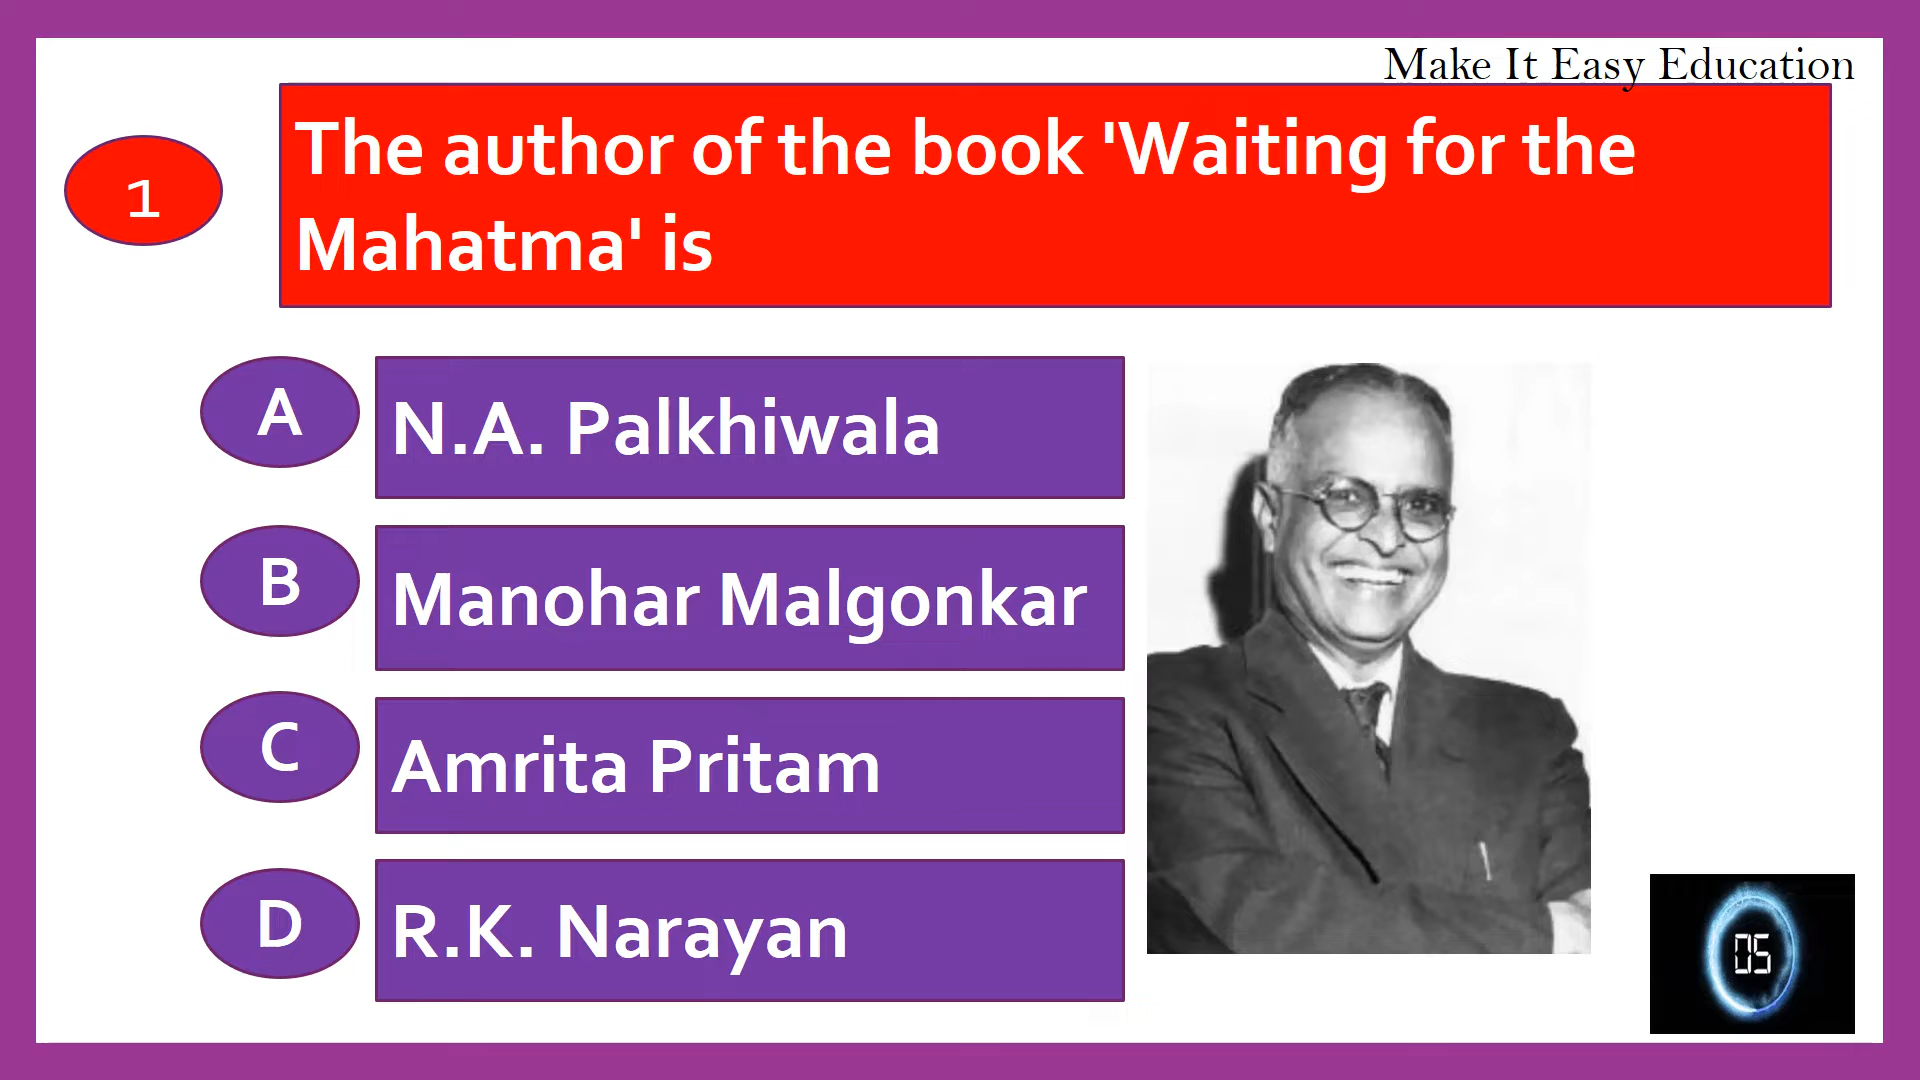 Make It Easy Education
1
The author of the book 'Waiting for the
Mahatma' is
A
N.A. Palkhiwala
B
Manohar Malgonkar
C
Amrita Pritam
D
R.K. Narayan
05